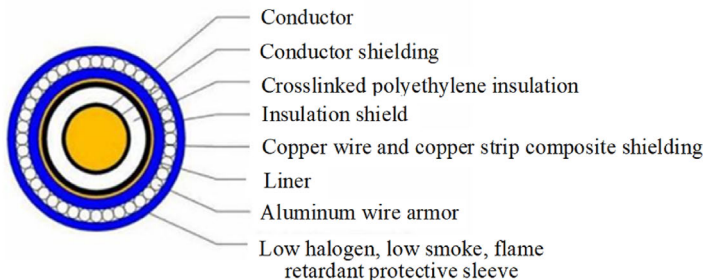 Conductor
Conductor shielding
Crosslinked polyethylene insulation
Insulation shield
Copper wire and copper strip composite shielding
Liner
Aluminum wire armor
Low halogen, low smoke, flame
retardant protective sleeve